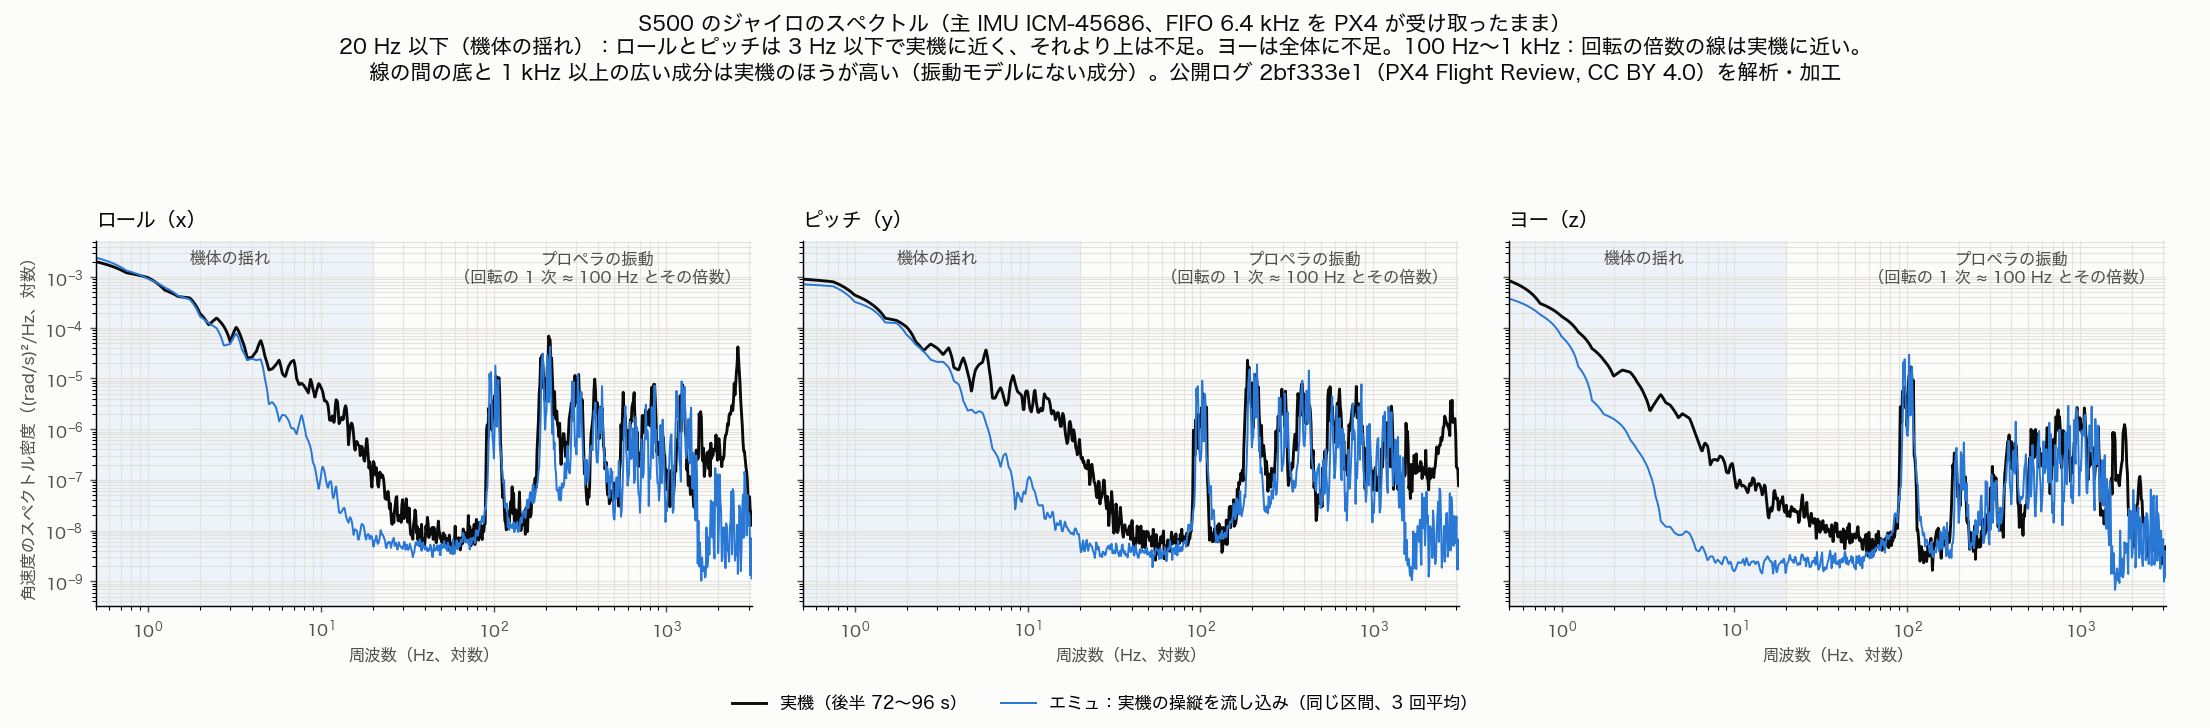 S500 のジャイロのスペクトル（主 IMU ICM-45686、FIFO 6.4 kHz を PX4 が受け取ったまま）
20 Hz 以下（機体の揺れ）：ロールとピッチは 3 Hz 以下で実機に近く、それより上は不足。ヨーは全体に不足。100 Hz〜1 kHz：回転の倍数の線は実機に近い。
線の間の底と 1 kHz 以上の広い成分は実機のほうが高い（振動モデルにない成分）。公開ログ 2bf333e1（PX4 Flight Review, CC BY 4.0）を解析・加工
ロール（x）
機体の揺れ
プロペラの振動
（回転の 1 次 ≈ 100 Hz とその倍数）
角速度のスペクトル密度（(rad/s)²/Hz、対数）
10⁻³
10⁻⁴
10⁻⁵
10⁻⁶
10⁻⁷
10⁻⁸
10⁻⁹
10⁰ 10¹ 10² 10³
周波数（Hz、対数）
ピッチ（y）
機体の揺れ
プロペラの振動
（回転の 1 次 ≈ 100 Hz とその倍数）
10⁰ 10¹ 10² 10³
周波数（Hz、対数）
ヨー（z）
機体の揺れ
プロペラの振動
（回転の 1 次 ≈ 100 Hz とその倍数）
10⁰ 10¹ 10² 10³
周波数（Hz、対数）
実機（後半 72〜96 s）
エミュ：実機の操縦を流し込み（同じ区間、3 回平均）